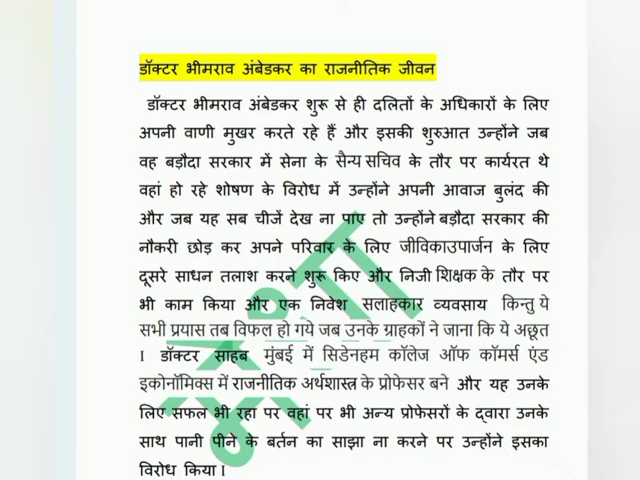 डॉक्टर भीमराव अंबेडकर का राजनीतिक जीवन
डॉक्टर भीमराव अंबेडकर शुरू से ही दलितों के अधिकारों के लिए
अपनी वाणी मुखर करते रहे हैं और इसकी शुरुआत उन्होंने जब
वह बड़ौदा सरकार में सेना के सैन्य सचिव के तौर पर कार्यरत थे
वहां हो रहे शोषण के विरोध में उन्होंने अपनी आवाज बुलंद की
और जब यह सब चीजें देख ना पाए तो उन्होंने बड़ौदा सरकार की
नौकरी छोड़ कर अपने परिवार के लिए जीविकाउपार्जन के लिए
दूसरे साधन तलाश करने शुरू किए और निजी शिक्षक के तौर पर
भी काम किया और एक निवेश सलाहकार व्यवसाय किन्तु ये
सभी प्रयास तब विफल हो गये जब उनके ग्राहकों ने जाना कि ये अछूत
I डॉक्टर साहब मुंबई में सिडेनहम कॉलेज ऑफ कॉमर्स एंड
इकोनॉमिक्स में राजनीतिक अर्थशास्त्र के प्रोफेसर बने और यह उनके
लिए सफल भी रहा पर वहां पर भी अन्य प्रोफेसरों के द्वारा उनके
साथ पानी पीने के बर्तन का साझा ना करने पर उन्होंने इसका
विरोध किया I